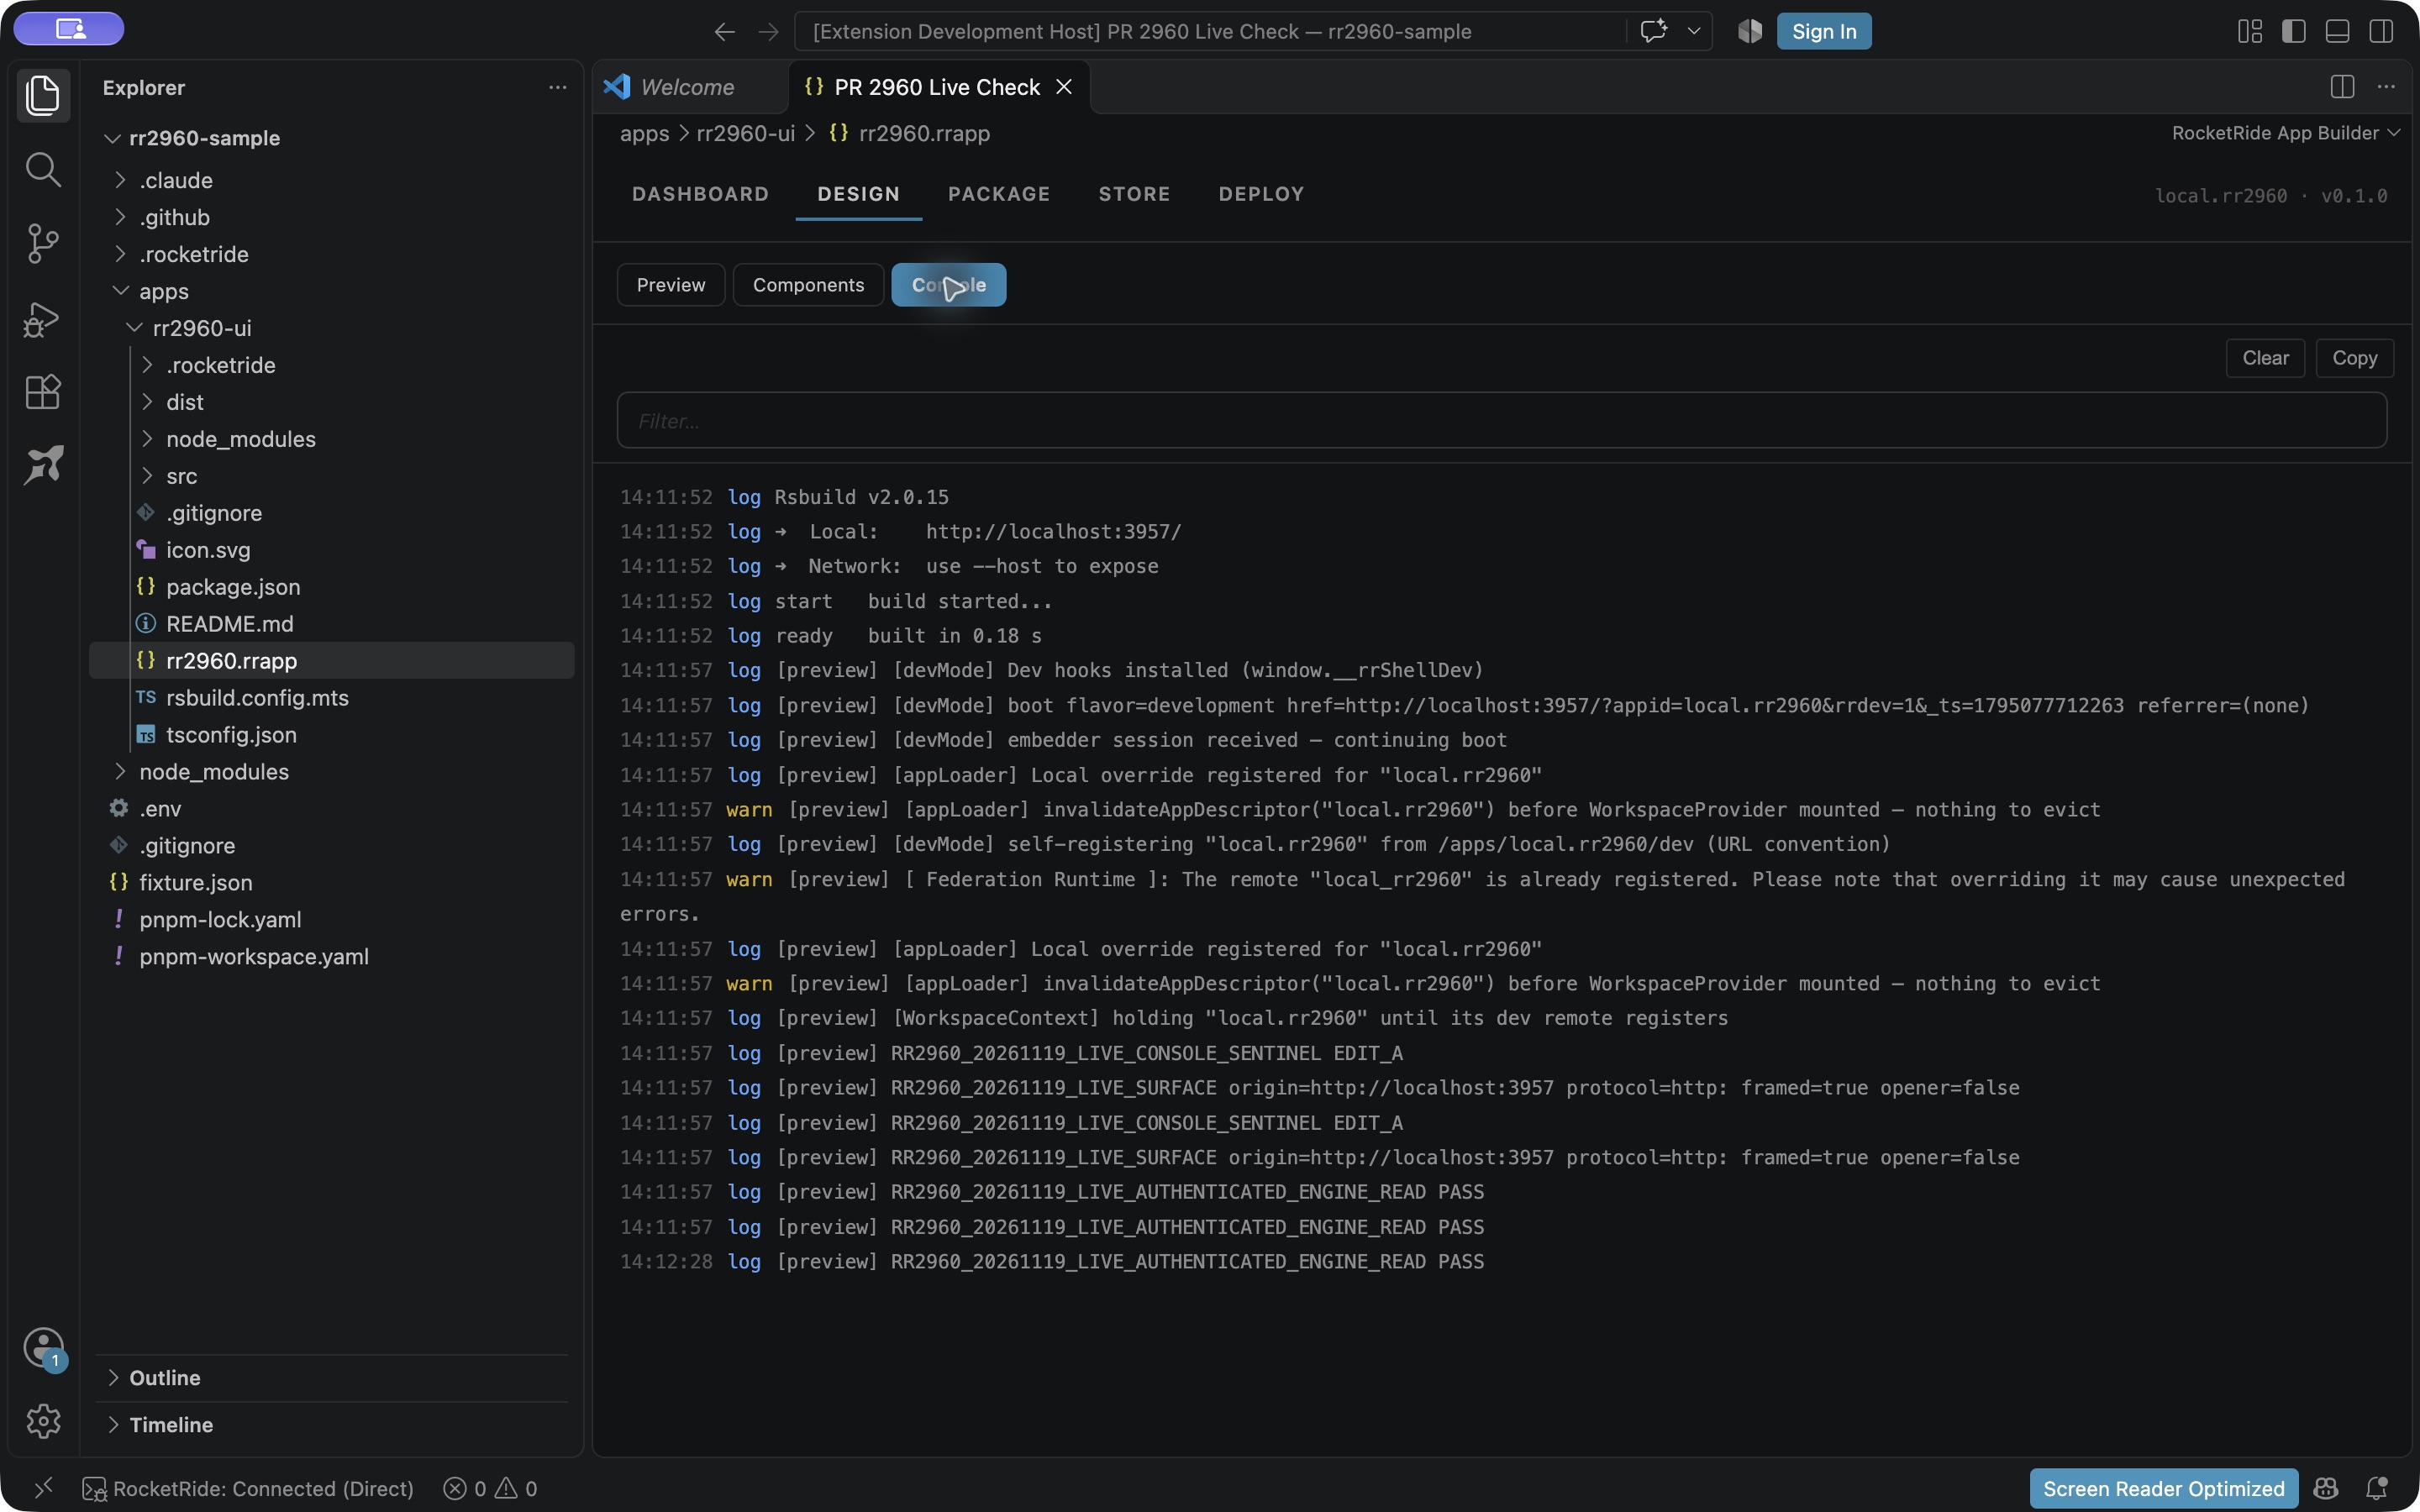 [Extension Development Host] PR 2960 Live Check — rr2960-sample
Sign In
Explorer
rr2960-sample
.claude
.github
.rocketride
apps
rr2960-ui
.rocketride
dist
node_modules
src
.gitignore
icon.svg
package.json
README.md
rr2960.rrapp
TS rsbuild.config.mts
TS tsconfig.json
node_modules
.env
.gitignore
fixture.json
pnpm-lock.yaml
pnpm-workspace.yaml
Outline
Timeline
1
Welcome
{} PR 2960 Live Check
apps > rr2960-ui > {} rr2960.rrapp
RocketRide App Builder
DASHBOARD DESIGN PACKAGE STORE DEPLOY
local.rr2960 · v0.1.0
Preview Components
Clear Copy
Filter...
14:11:52 log Rsbuild v2.0.15
14:11:52 log ➜ Local: http://localhost:3957/
14:11:52 log ➜ Network: use --host to expose
14:11:52 log start build started...
14:11:52 log ready built in 0.18 s
14:11:57 log [preview] [devMode] Dev hooks installed (window.__rrShellDev)
14:11:57 log [preview] [devMode] boot flavor=development href=http://localhost:3957/?appid=local.rr2960&rrdev=1&_ts=1795077712263 referrer=(none)
14:11:57 log [preview] [devMode] embedder session received — continuing boot
14:11:57 log [preview] [appLoader] Local override registered for "local.rr2960"
14:11:57 warn [preview] [appLoader] invalidateAppDescriptor("local.rr2960") before WorkspaceProvider mounted — nothing to evict
14:11:57 log [preview] [devMode] self-registering "local.rr2960" from /apps/local.rr2960/dev (URL convention)
14:11:57 warn [preview] [ Federation Runtime ]: The remote "local_rr2960" is already registered. Please note that overriding it may cause unexpected
errors.
14:11:57 log [preview] [appLoader] Local override registered for "local.rr2960"
14:11:57 warn [preview] [appLoader] invalidateAppDescriptor("local.rr2960") before WorkspaceProvider mounted — nothing to evict
14:11:57 log [preview] [WorkspaceContext] holding "local.rr2960" until its dev remote registers
14:11:57 log [preview] RR2960_20261119_LIVE_CONSOLE_SENTINEL EDIT_A
14:11:57 log [preview] RR2960_20261119_LIVE_SURFACE origin=http://localhost:3957 protocol=http: framed=true opener=false
14:11:57 log [preview] RR2960_20261119_LIVE_CONSOLE_SENTINEL EDIT_A
14:11:57 log [preview] RR2960_20261119_LIVE_SURFACE origin=http://localhost:3957 protocol=http: framed=true opener=false
14:11:57 log [preview] RR2960_20261119_LIVE_AUTHENTICATED_ENGINE_READ PASS
14:11:57 log [preview] RR2960_20261119_LIVE_AUTHENTICATED_ENGINE_READ PASS
14:12:28 log [preview] RR2960_20261119_LIVE_AUTHENTICATED_ENGINE_READ PASS
RocketRide: Connected (Direct) 0 0
Screen Reader Optimized